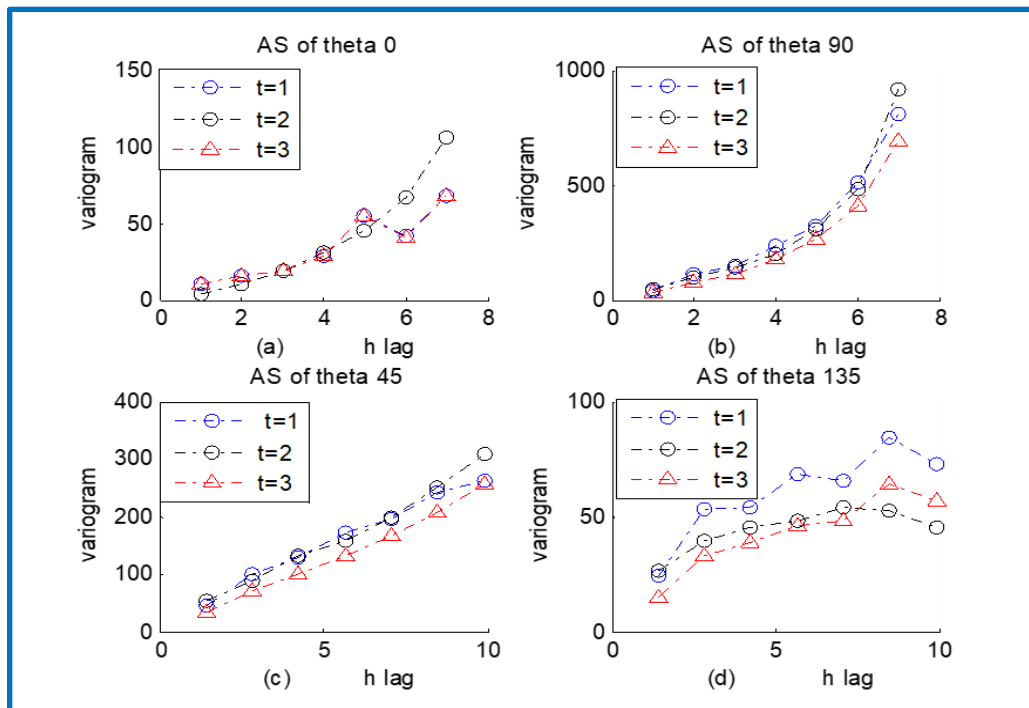 AS of theta 0
150
100
50
0
0
2
4
6
8
variogram
t=1
t=2
t=3
(a)
h lag
AS of theta 90
1000
500
0
0
2
4
6
8
variogram
t=1
t=2
t=3
(b)
h lag
AS of theta 45
400
300
200
100
0
0
5
10
variogram
t=1
t=2
t=3
(c)
h lag
AS of theta 135
100
50
0
0
5
10
variogram
t=1
t=2
t=3
(d)
h lag